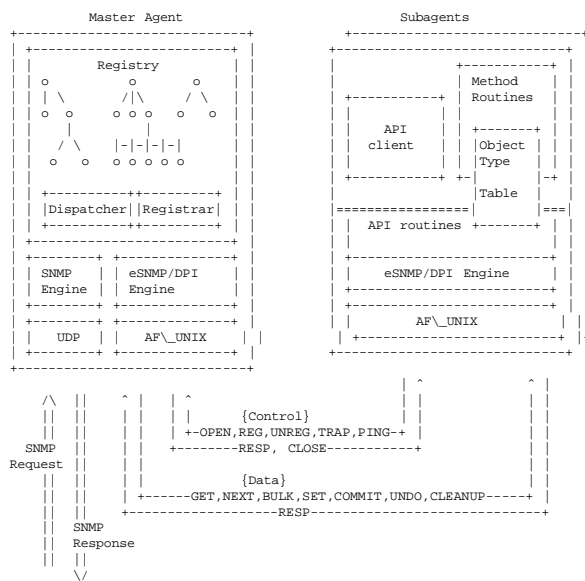 Master Agent Subagents
Registry
Method
Routines
API
client
Object
Type
Table
Dispatcher Registrar
API routines
SNMP
Engine
eSNMP/DPI
Engine
eSNMP/DPI Engine
UDP
AF\_UNIX
AF\_UNIX
{Control}
OPEN,REG,UNREG,TRAP,PING
RESP, CLOSE
SNMP
Request
{Data}
GET,NEXT,BULK,SET,COMMIT,UNDO,CLEANUP
RESP
SNMP
Response